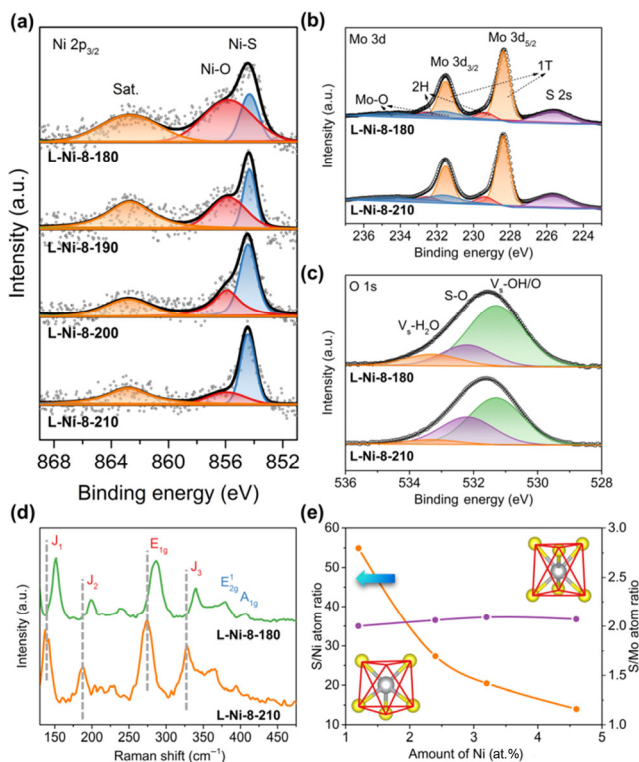 (a)
Ni 2p3/2
Ni-S
Ni-O
Sat.
L-Ni-8-180
L-Ni-8-190
L-Ni-8-200
L-Ni-8-210
Intensity (a.u.)
868 864 860 856 852
Binding energy (eV)
(b)
Mo 3d
Mo 3d5/2
Mo 3d3/2
1T
2H
Mo-O
S 2s
L-Ni-8-180
L-Ni-8-210
Intensity (a.u.)
236 234 232 230 228 226 224
Binding energy (eV)
(c)
O 1s
Vs-OH/O
S-O
Vs-H2O
L-Ni-8-180
L-Ni-8-210
Intensity (a.u.)
536 534 532 530 528
Binding energy (eV)
(d)
J1
J2
E1g
J3
E12g
A1g
L-Ni-8-180
L-Ni-8-210
Intensity (a.u.)
150 200 250 300 350 400 450
Raman shift (cm−1)
(e)
S/Ni atom ratio
65
60
50
40
30
20
10
S/Mo atom ratio
3.0
2.5
2.0
1.5
1.0
1 2 3 4 5
Amount of Ni (at.%)